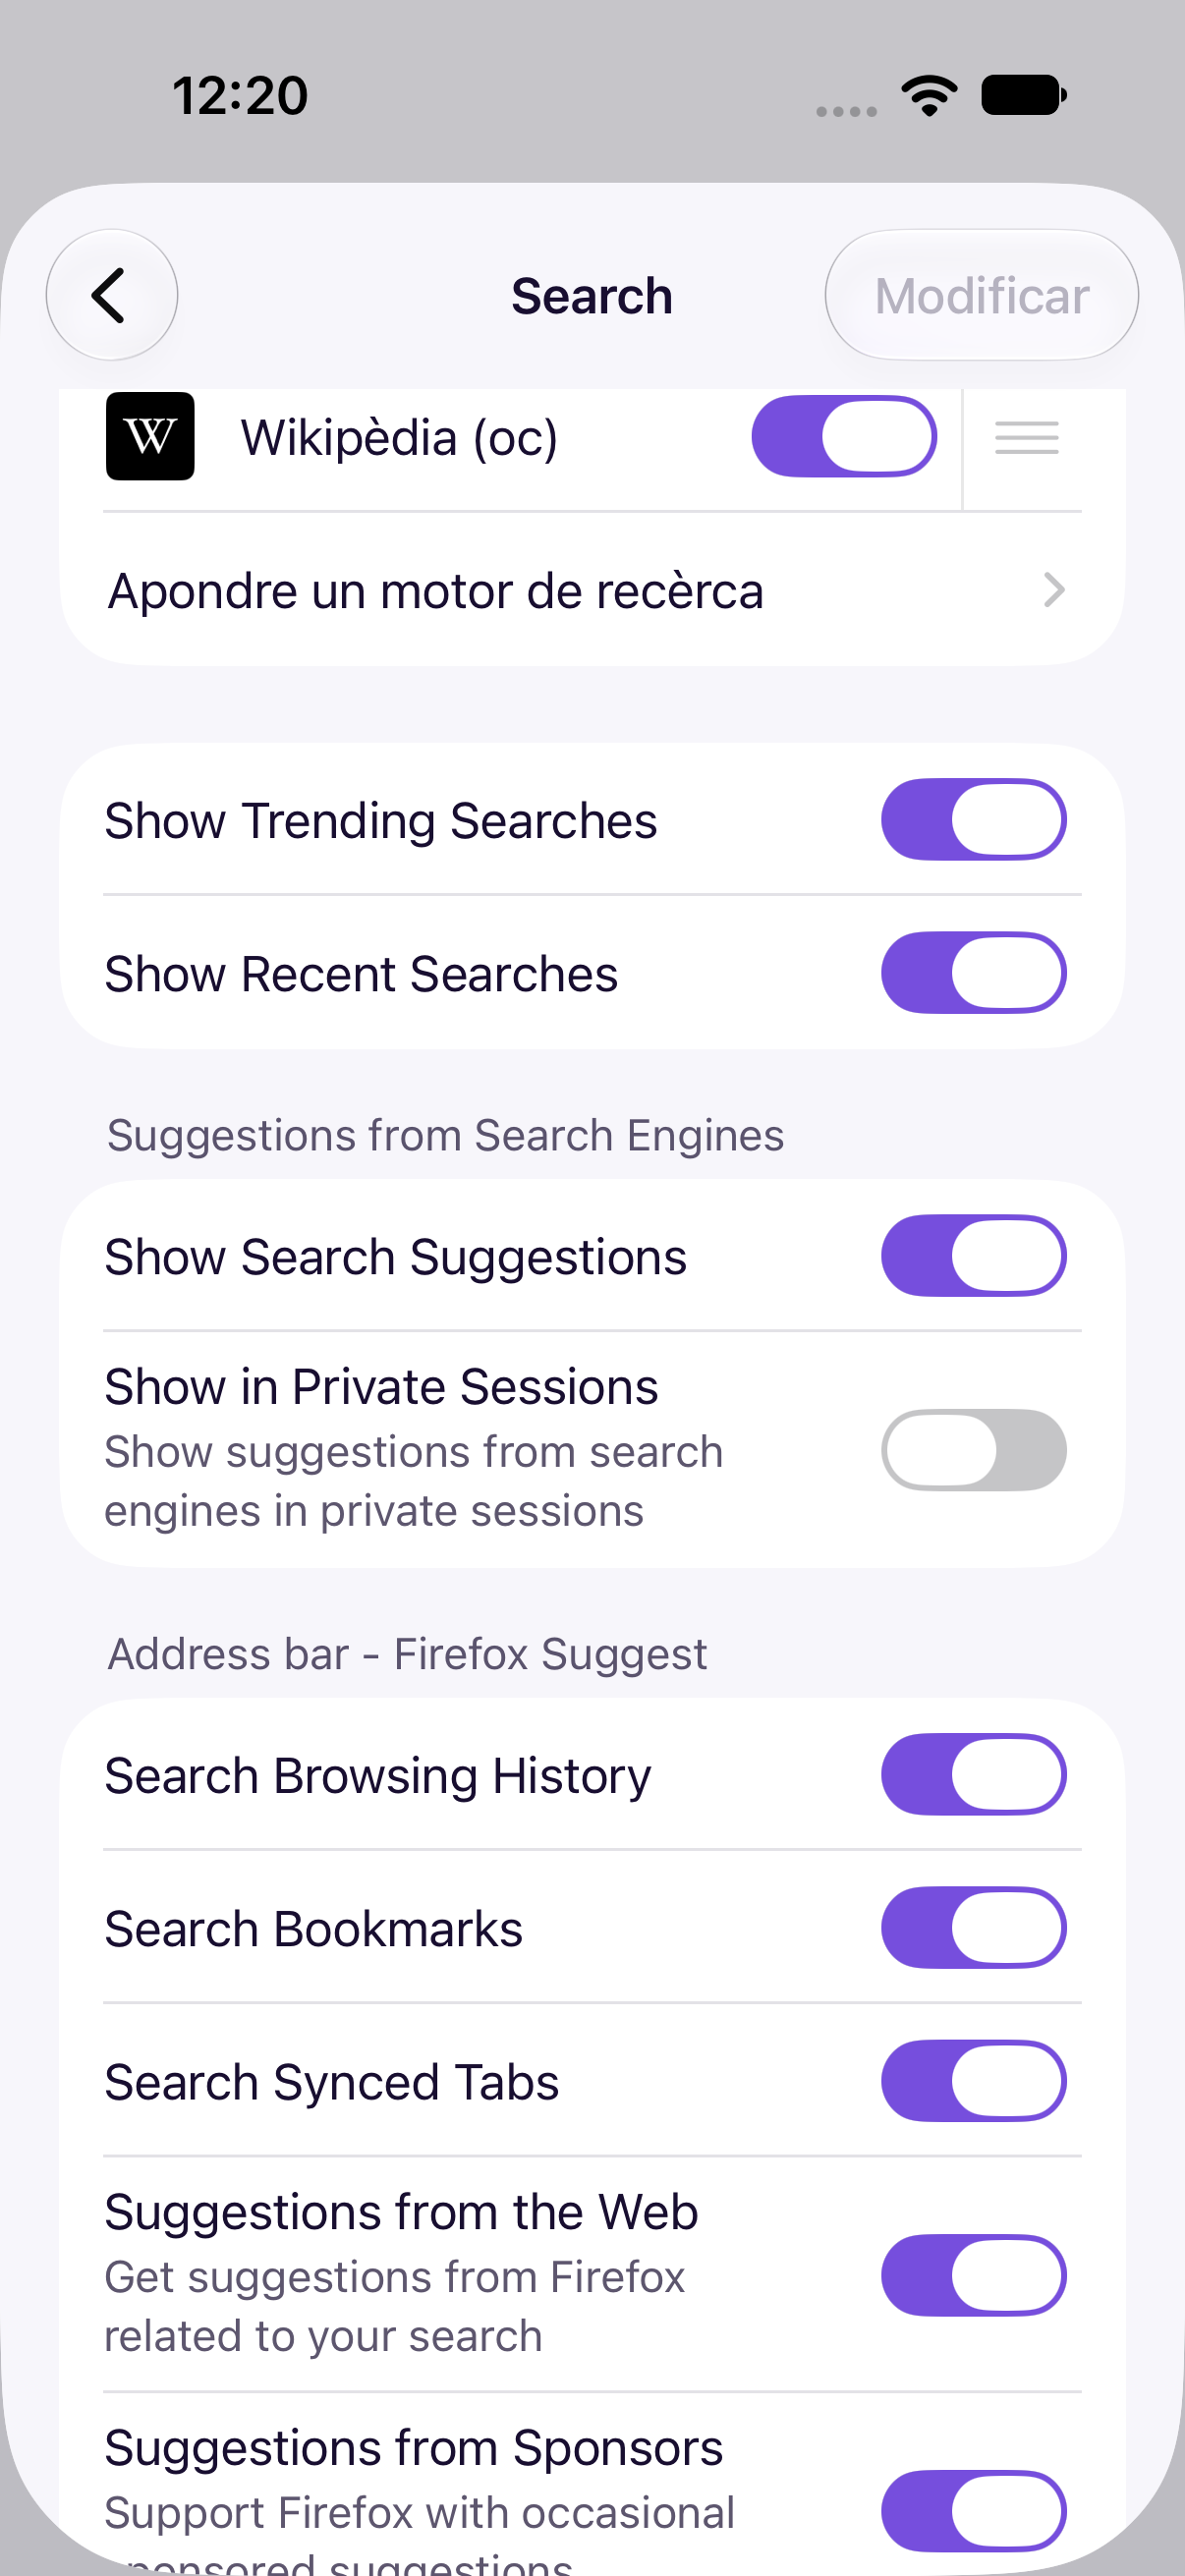 12:20
Search
Modificar
W
Wikipèdia (oc)
Apondre un motor de recèrca
Show Trending Searches
Show Recent Searches
Suggestions from Search Engines
Show Search Suggestions
Show in Private Sessions
Show suggestions from search
engines in private sessions
Address bar - Firefox Suggest
Search Browsing History
Search Bookmarks
Search Synced Tabs
Suggestions from the Web
Get suggestions from Firefox
related to your search
Suggestions from Sponsors
Support Firefox with occasional
sponsored suggestions